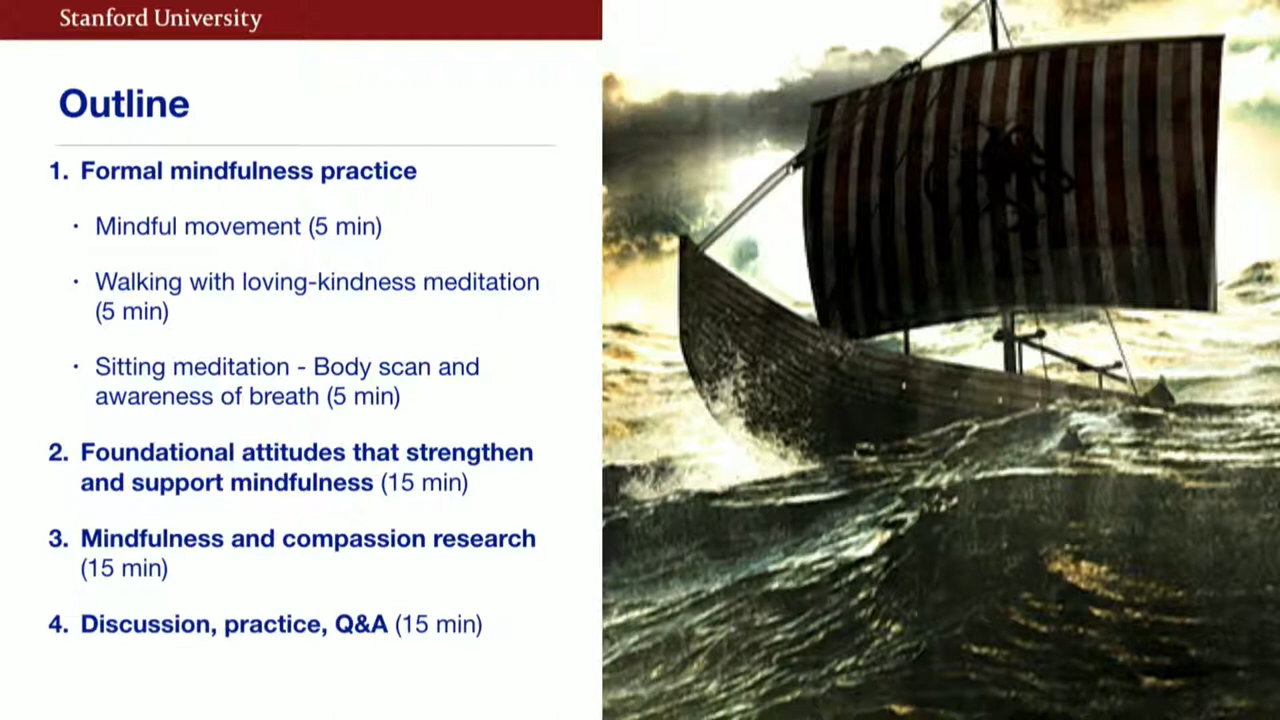 Stanford University
Outline
1. Formal mindfulness practice
· Mindful movement (5 min)
· Walking with loving-kindness meditation
(5 min)
· Sitting meditation - Body scan and
awareness of breath (5 min)
2. Foundational attitudes that strengthen
and support mindfulness (15 min)
3. Mindfulness and compassion research
(15 min)
4. Discussion, practice, Q&A (15 min)